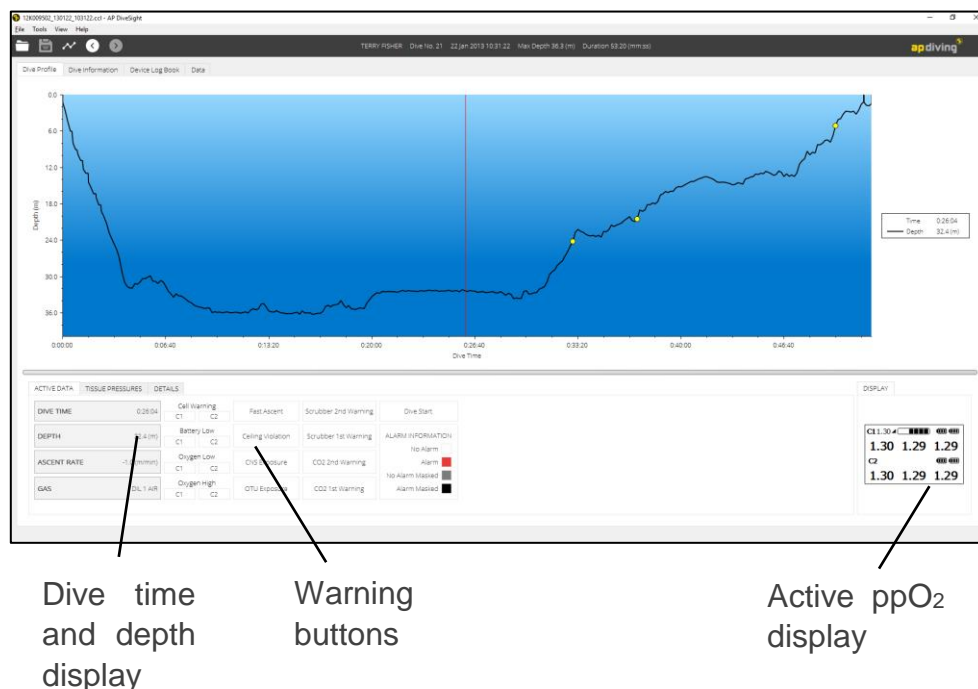 12K009502_130122_103122.ccl - AP DiveSight
File Tools View Help
TERRY FISHER Dive No. 21 22 Jan 2013 10:31:22 Max Depth 36.3 (m) Duration 53:20 (mm:ss)
apdiving
Dive Profile Dive Information Device Log Book Data
0.0
6.0
12.0
18.0
24.0
30.0
36.0
Depth (m)
0:00:00 0:06:40 0:13:20 0:20:00 0:26:40 0:33:20 0:40:00 0:46:40
Dive Time
Time 0:26:04
Depth 32.4 (m)
ACTIVE DATA TISSUE PRESSURES DETAILS
DISPLAY
DIVE TIME 0:26:04
DEPTH 32.4 (m)
ASCENT RATE (m/min)
GAS DIL 1 AIR
Cell Warning
C1 C2
Battery Low
C1 C2
Oxygen Low
C1 C2
Oxygen High
C1 C2
Fast Ascent Scrubber 2nd Warning Dive Start
Ceiling Violation Scrubber 1st Warning ALARM INFORMATION
CNS Exposure CO2 2nd Warning
OTU Exposure CO2 1st Warning
No Alarm
Alarm
No Alarm Masked
Alarm Masked
C1 1.30
1.30 1.29 1.29
C2
1.30 1.29 1.29
Dive time
and depth
display
Warning
buttons
Active ppO2
display